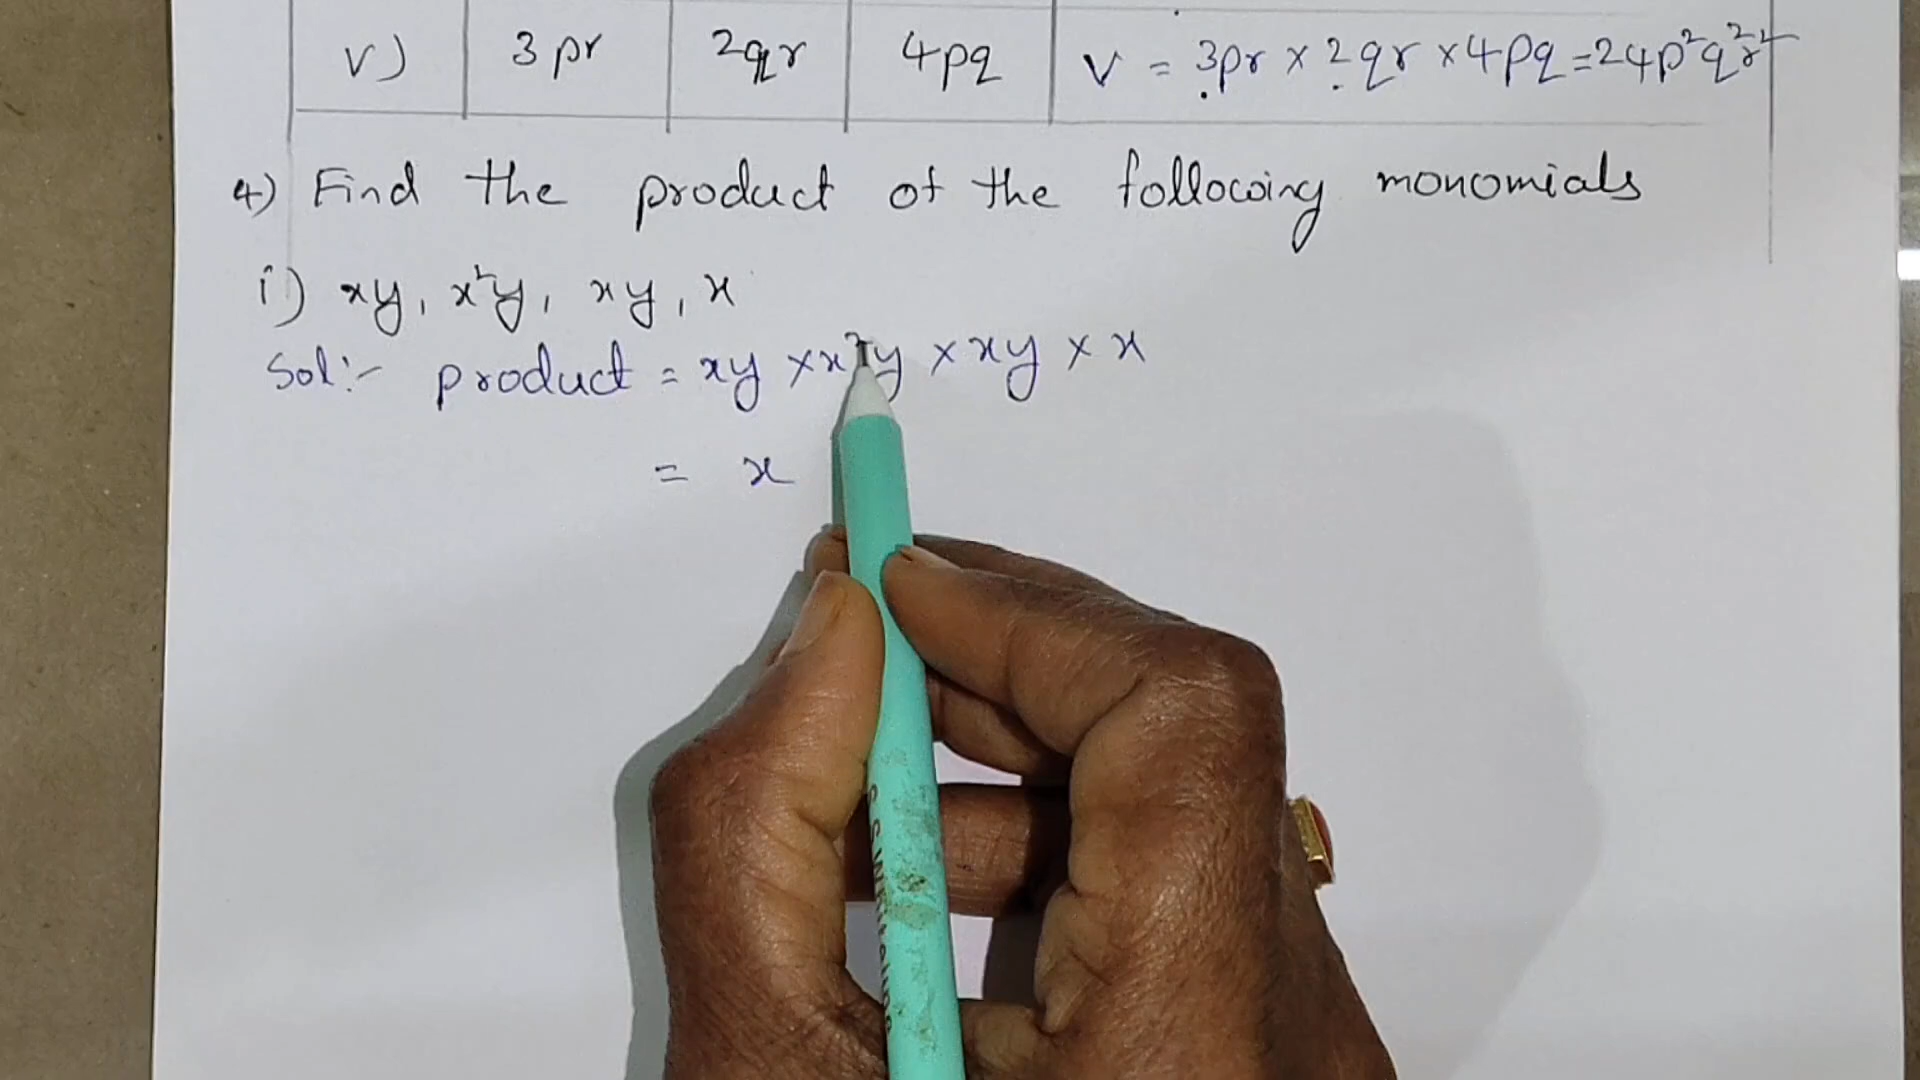 v) 3pr 2qr 4pq V = 3pr × 2qr × 4pq = 24p²q²r²
4) Find the product of the following monomials
i) xy, x²y, xy, x
Sol:- product = xy × x²y × xy × x
= x